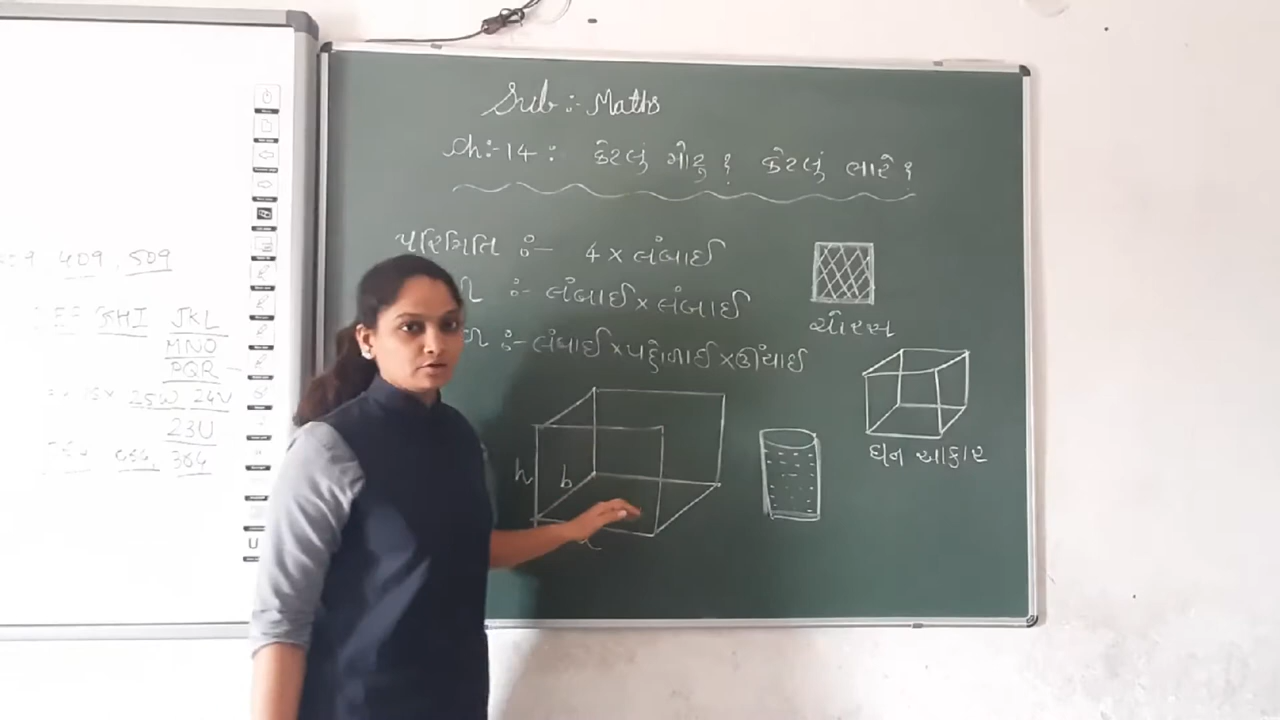 Sub :- Maths
Ch:-14 : કેટલું મોટુ ? કેટલું ભારે ?
પરિમિતિ :- 4 x લંબાઈ
:- લંબાઈ x લંબાઈ
:- લંબાઈ x પહોળાઈ x ઊંચાઈ
ચોરસ
ઘન આકાર
h
b
409, 509
GHI JKL
MNO
PQR
25W 24V
23U
384
U